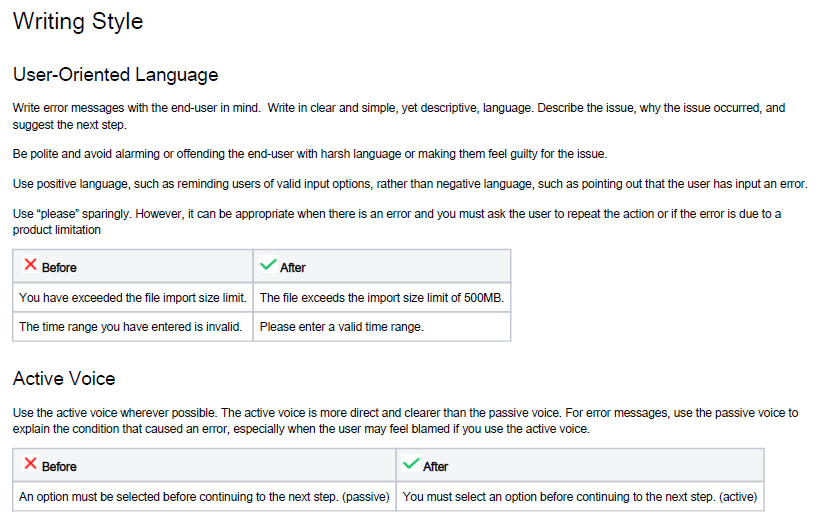 Writing Style
User-Oriented Language
Write error messages with the end-user in mind.  Write in clear and simple, yet descriptive, language. Describe the issue, why the issue occurred, and
suggest the next step.
Be polite and avoid alarming or offending the end-user with harsh language or making them feel guilty for the issue.
Use positive language, such as reminding users of valid input options, rather than negative language, such as pointing out that the user has input an error.
Use “please” sparingly. However, it can be appropriate when there is an error and you must ask the user to repeat the action or if the error is due to a
product limitation
Before After
You have exceeded the file import size limit. The file exceeds the import size limit of 500MB.
The time range you have entered is invalid. Please enter a valid time range.
Active Voice
Use the active voice wherever possible. The active voice is more direct and clearer than the passive voice. For error messages, use the passive voice to
explain the condition that caused an error, especially when the user may feel blamed if you use the active voice.
Before After
An option must be selected before continuing to the next step. (passive) You must select an option before continuing to the next step. (active)